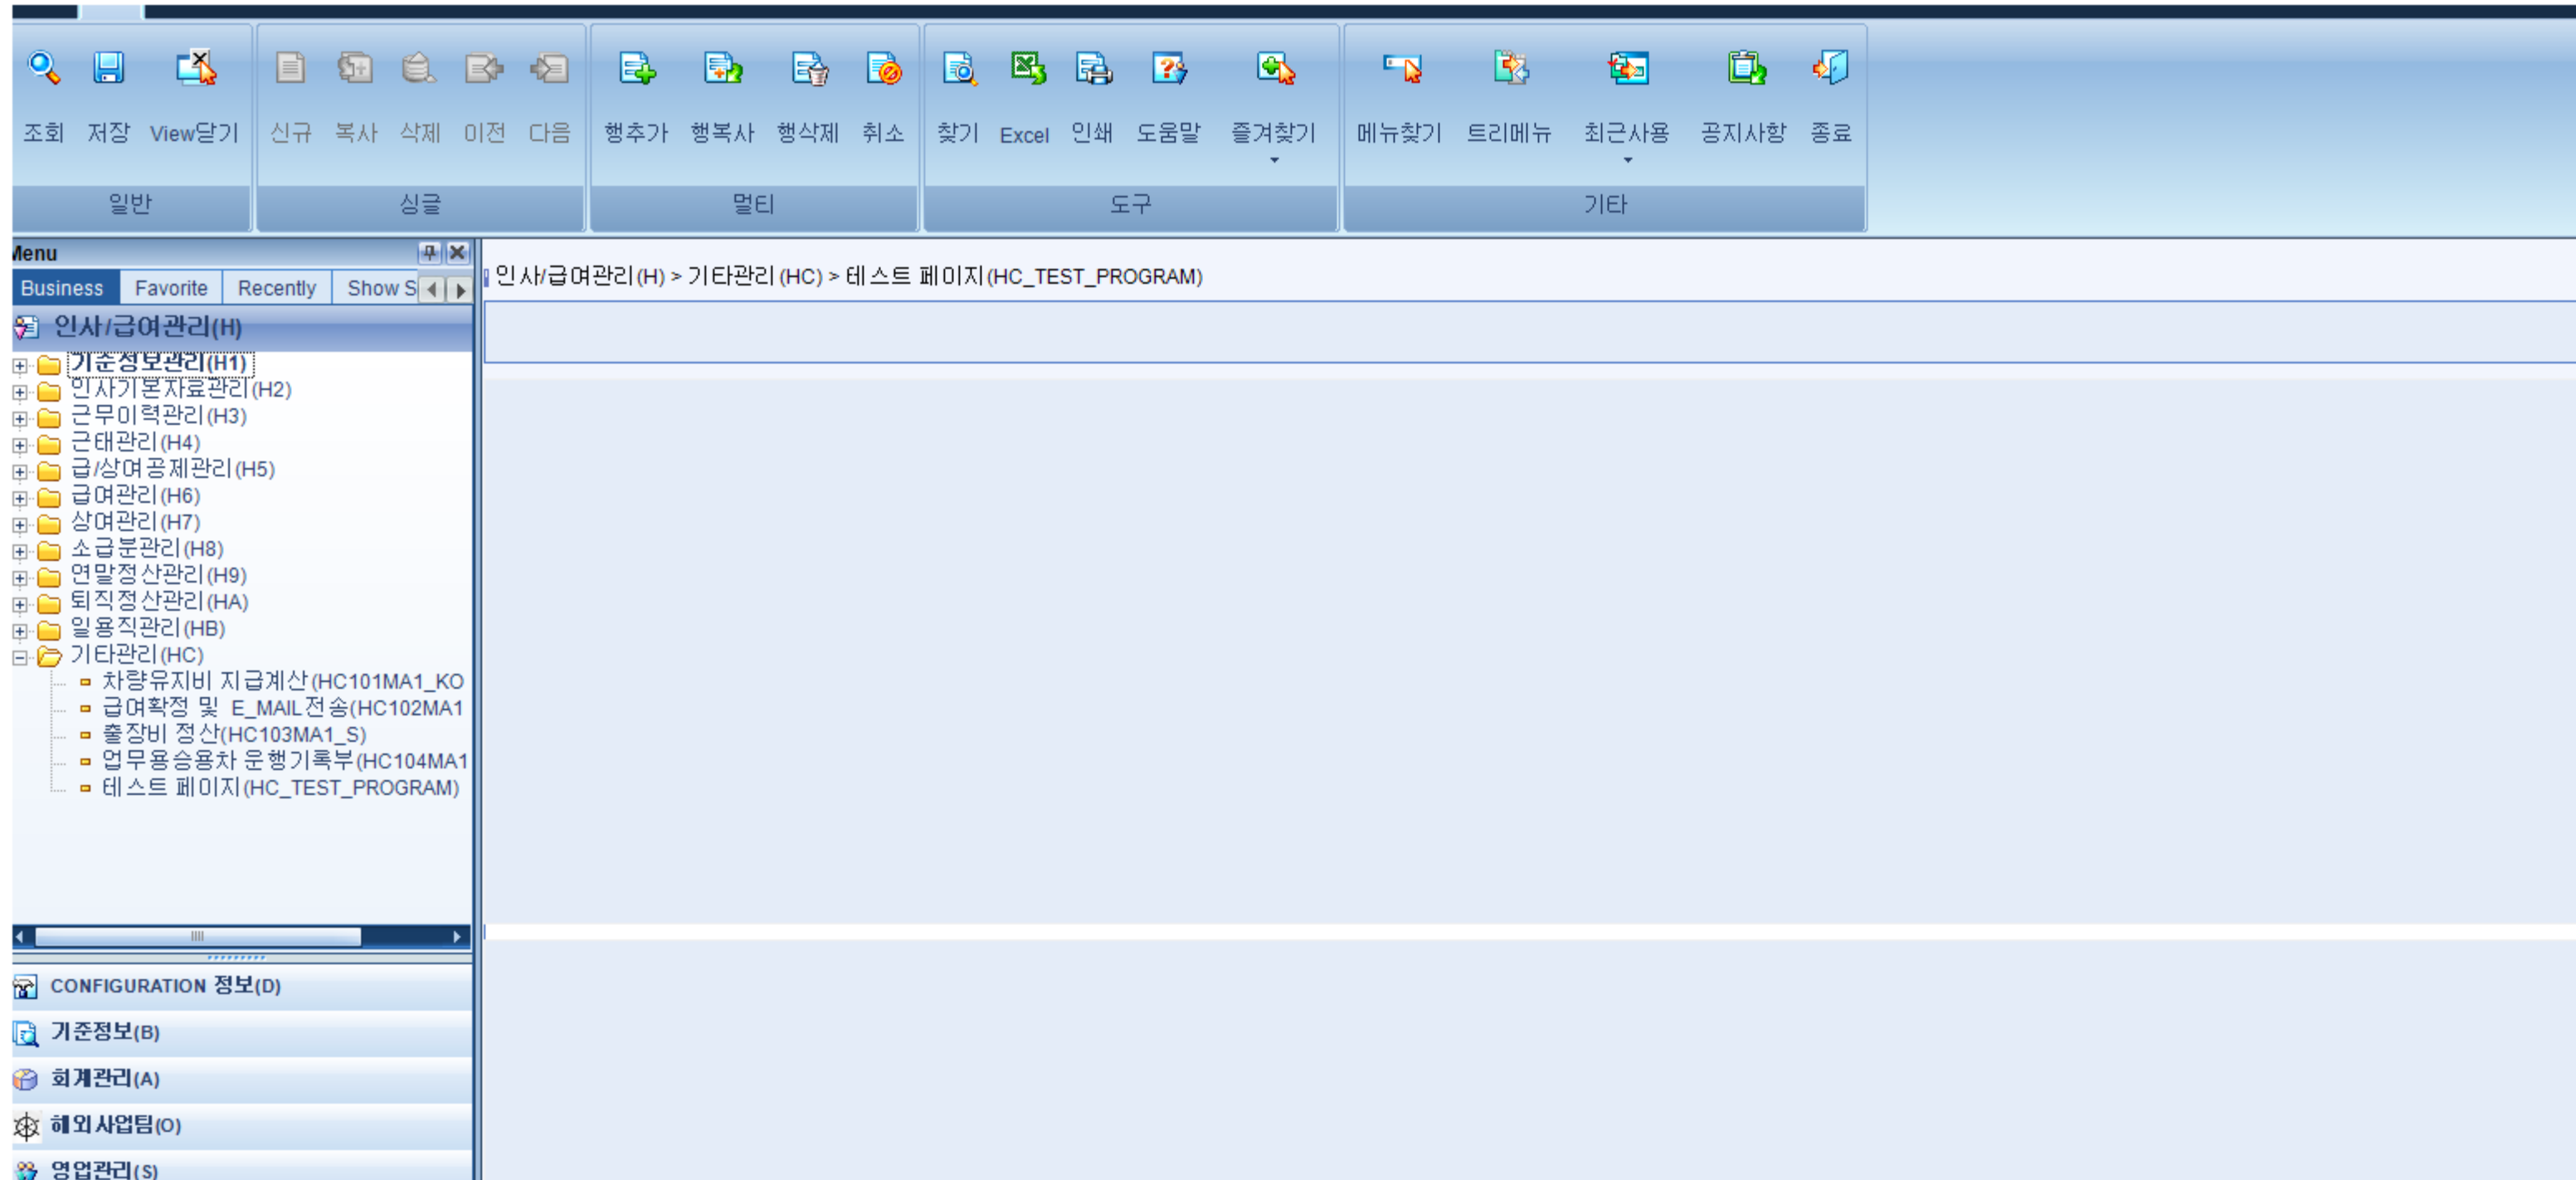 조회 저장 View닫기 신규 복사 삭제 이전 다음 행추가 행복사 행삭제 취소 찾기 Excel 인쇄 도움말 즐겨찾기 메뉴찾기 트리메뉴 최근사용 공지사항 종료
일반 싱글 멀티 도구 기타
Menu
Business Favorite Recently Show S
인사/급여관리(H) > 기타관리(HC) > 테스트 페이지(HC_TEST_PROGRAM)
인사/급여관리(H)
기준정보관리(H1)
인사기본자료관리(H2)
근무이력관리(H3)
근태관리(H4)
급/상여공제관리(H5)
급여관리(H6)
상여관리(H7)
소급분관리(H8)
연말정산관리(H9)
퇴직정산관리(HA)
일용직관리(HB)
기타관리(HC)
차량유지비 지급계산(HC101MA1_KO
급여확정 및 E_MAIL전송(HC102MA1
출장비 정산(HC103MA1_S)
업무용승용차 운행기록부(HC104MA1
테스트 페이지(HC_TEST_PROGRAM)
CONFIGURATION 정보(D)
기준정보(B)
회계관리(A)
해외사업팀(O)
영업관리(S)